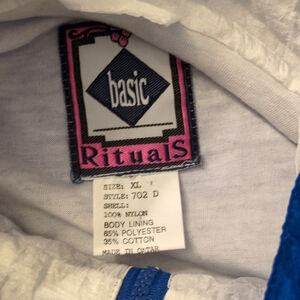 basic
RitualS
SIZE: XL
STYLE: 702 D
SHELL:
100% NYLON
BODY LINING
65% POLYESTER
35% COTTON
MADE IN QATAR